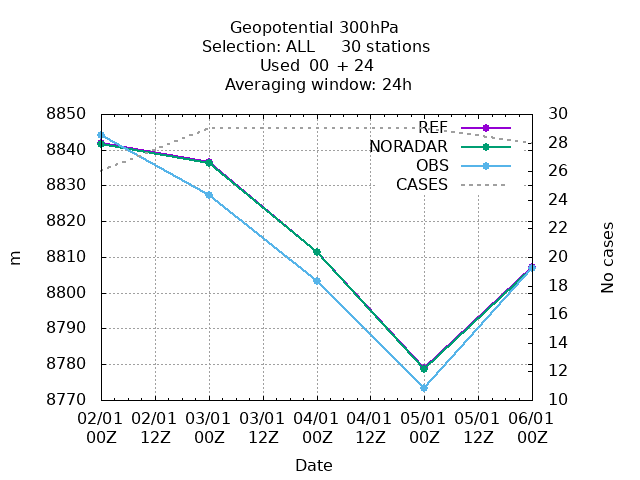 Geopotential 300hPa
Selection: ALL 30 stations
Used 00 + 24
Averaging window: 24h
REF
NORADAR
OBS
CASES
8850
8840
8830
8820
8810
8800
8790
8780
8770
m
30
28
26
24
22
20
18
16
14
12
10
No cases
02/01 02/01 03/01 03/01 04/01 04/01 05/01 05/01 06/01
00Z 12Z 00Z 12Z 00Z 12Z 00Z 12Z 00Z
Date